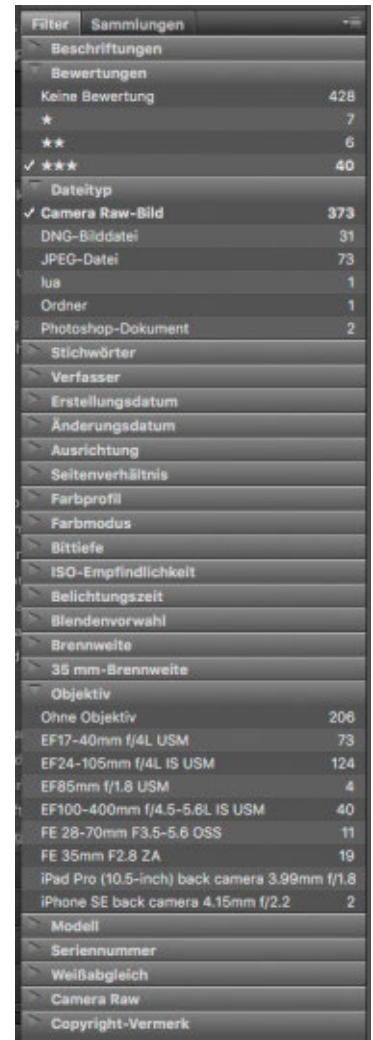 Filter Sammlungen
Beschriftungen
Bewertungen
Keine Bewertung 428
★ 7
★★ 6
✓ ★★★ 40
Dateityp
✓ Camera Raw-Bild 373
DNG-Bilddatei 31
JPEG-Datei 73
lua 1
Ordner 1
Photoshop-Dokument 2
Stichwörter
Verfasser
Erstellungsdatum
Änderungsdatum
Ausrichtung
Seitenverhältnis
Farbprofil
Farbmodus
Bittiefe
ISO-Empfindlichkeit
Belichtungszeit
Blendenvorwahl
Brennweite
35 mm-Brennweite
Objektiv
Ohne Objektiv 206
EF17-40mm f/4L USM 73
EF24-105mm f/4L IS USM 124
EF85mm f/1.8 USM 4
EF100-400mm f/4.5-5.6L IS USM 40
FE 28-70mm F3.5-5.6 OSS 11
FE 35mm F2.8 ZA 19
iPad Pro (10.5-inch) back camera 3.99mm f/1.8
iPhone SE back camera 4.15mm f/2.2 2
Modell
Seriennummer
Weißabgleich
Camera Raw
Copyright-Vermerk